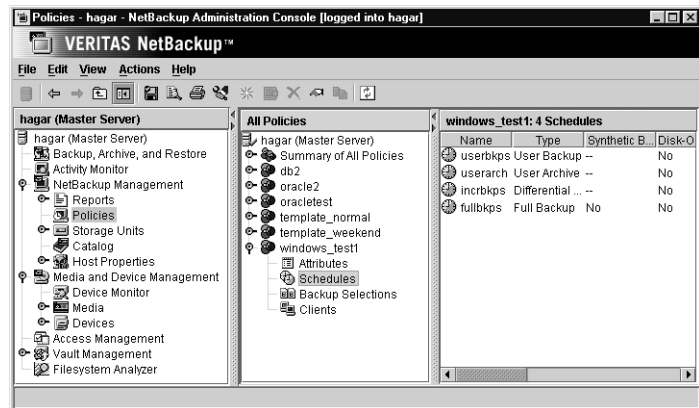 Policies - hagar - NetBackup Administration Console [logged into hagar]
VERITAS NetBackup™
File Edit View Actions Help
hagar (Master Server)
hagar (Master Server)
Backup, Archive, and Restore
Activity Monitor
NetBackup Management
Reports
Policies
Storage Units
Catalog
Host Properties
Media and Device Management
Device Monitor
Media
Devices
Access Management
Vault Management
Filesystem Analyzer
All Policies
hagar (Master Server)
Summary of All Policies
db2
oracle2
oracletest
template_normal
template_weekend
windows_test1
Attributes
Schedules
Backup Selections
Clients
windows_test1: 4 Schedules
Name Type Synthetic B... Disk-O
userbkps User Backup -- No
userarch User Archive -- No
incrbkps Differential ... -- No
fullbkps Full Backup No No